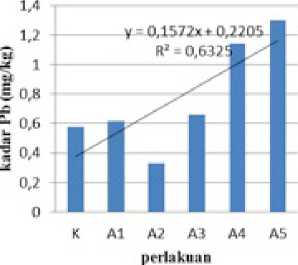 1,4
y = 0,1572x + 0,2205
R² = 0,6325
1,2
1
0,8
0,6
0,4
0,2
0
kadar Pb (mg/kg)
K A1 A2 A3 A4 A5
perlakuan